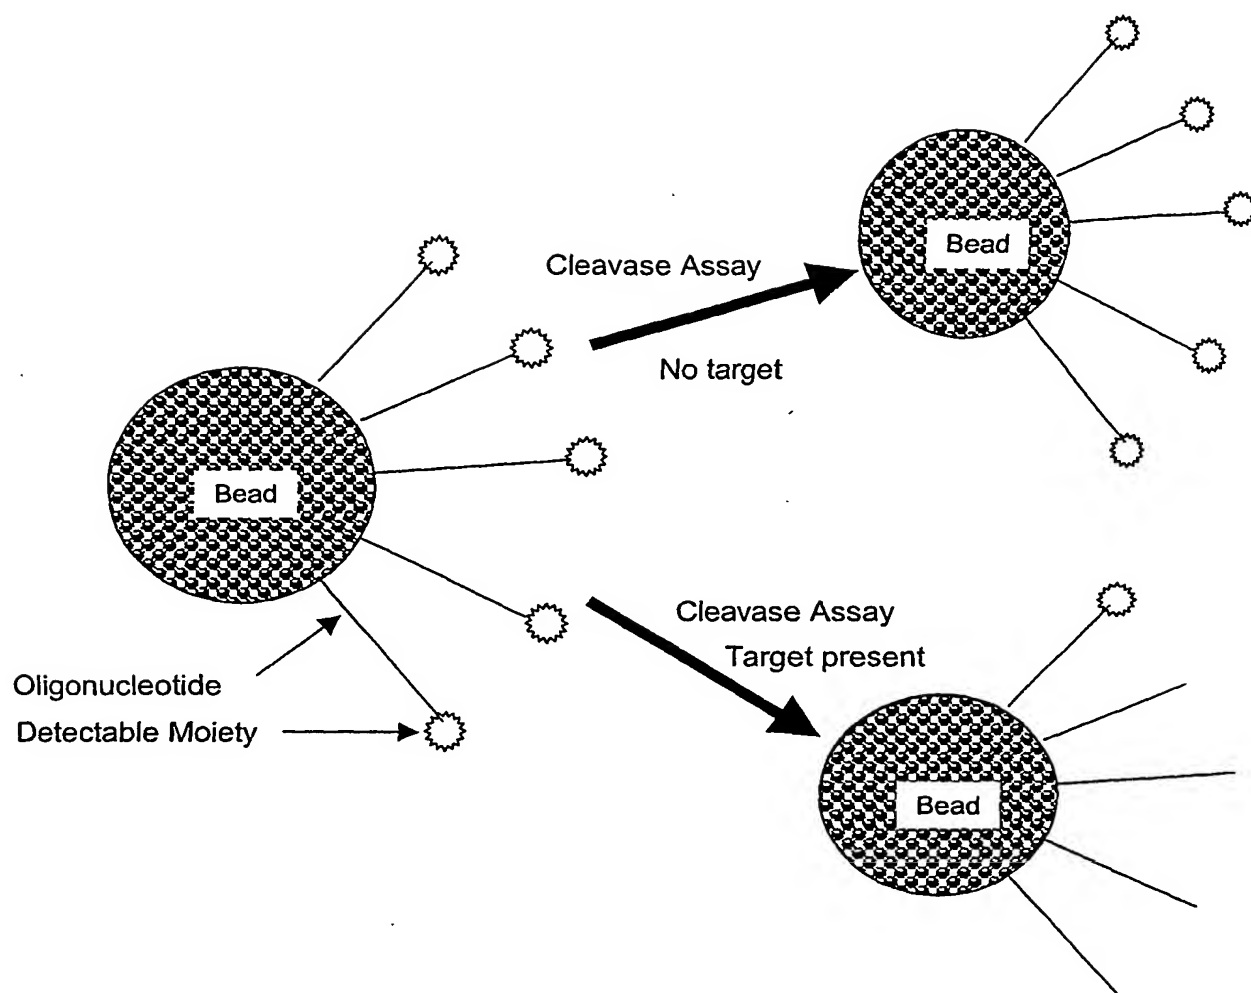 Bead
Cleavase Assay
No target
Bead
Oligonucleotide
Detectable Moiety
Cleavase Assay
Target present
Bead